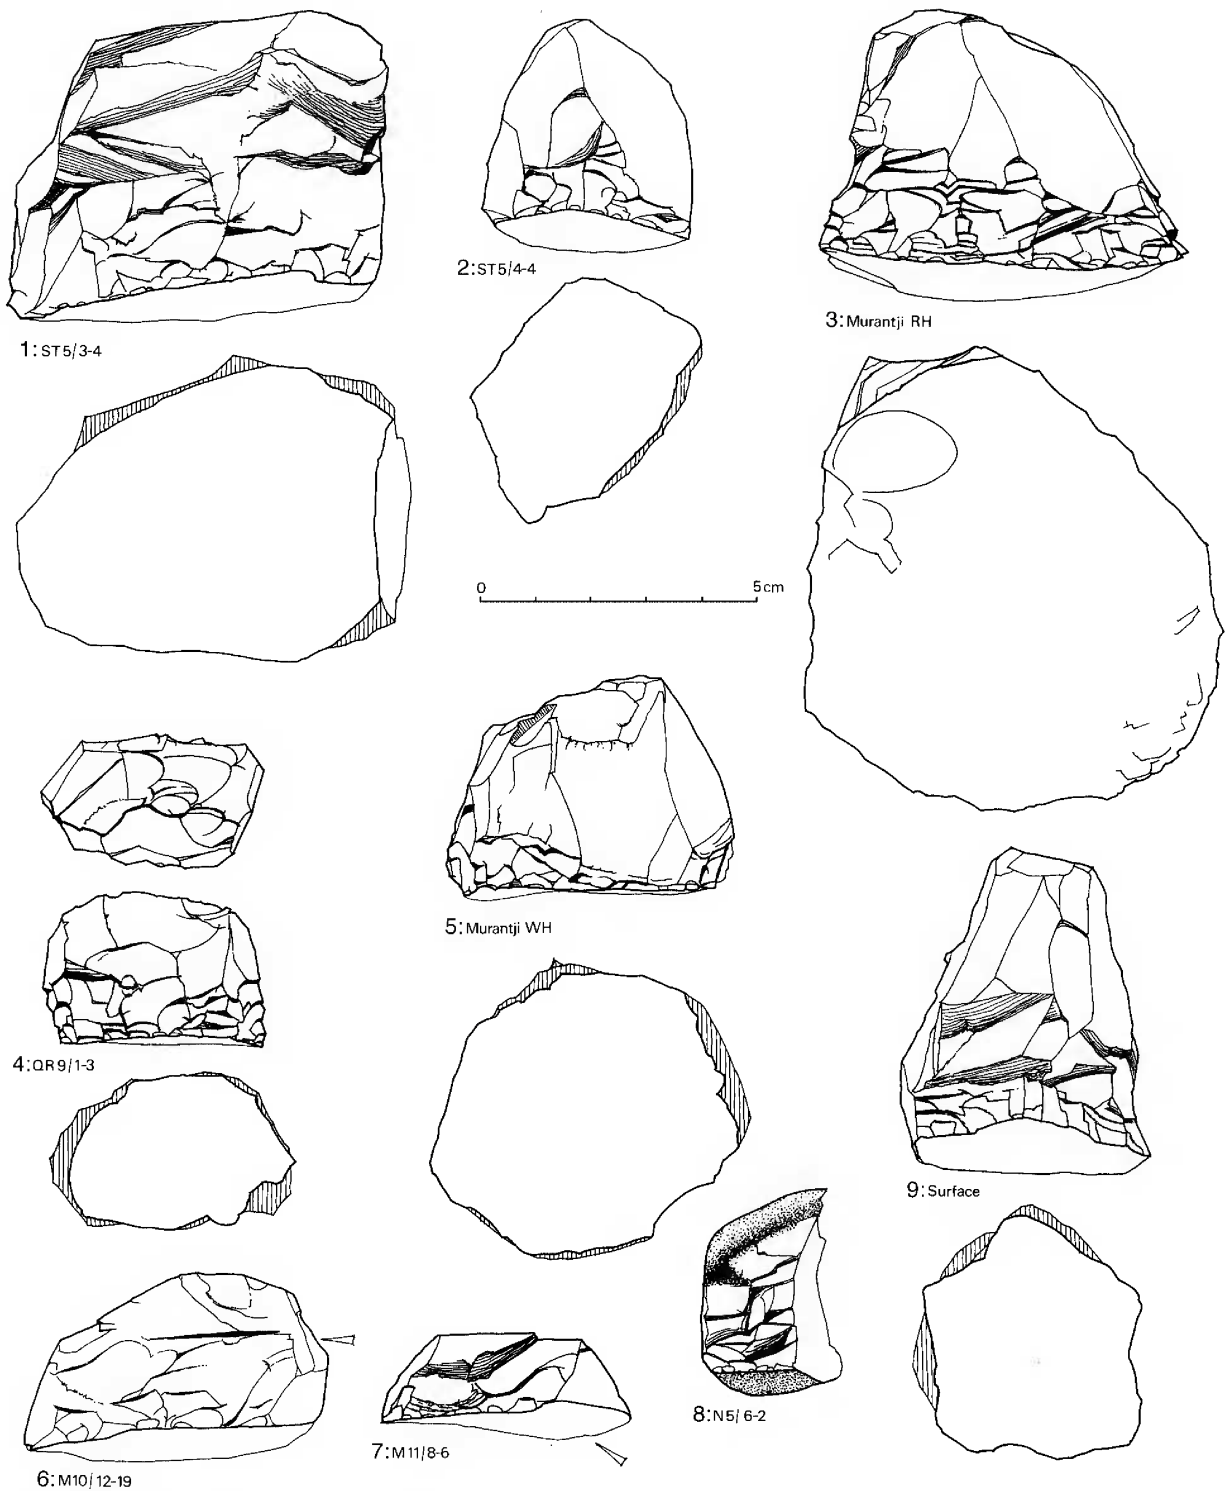 1: ST5/3-4
2: ST5/4-4
3: Murantji RH
0 5cm
4: QR9/1-3
5: Murantji WH
6: M10/12-19
7: M11/8-6
8: N5/6-2
9: Surface